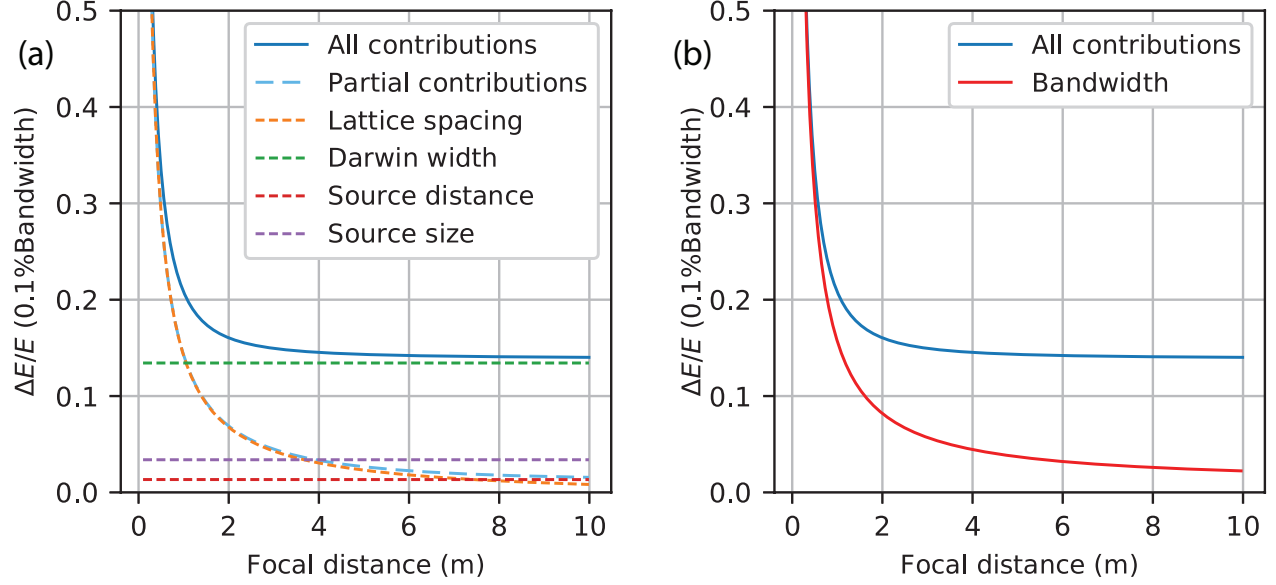 (a)
ΔE/E (0.1%Bandwidth)
0.5
0.4
0.3
0.2
0.1
0.0
All contributions
Partial contributions
Lattice spacing
Darwin width
Source distance
Source size
0 2 4 6 8 10
Focal distance (m)
(b)
ΔE/E (0.1%Bandwidth)
0.5
0.4
0.3
0.2
0.1
0.0
All contributions
Bandwidth
0 2 4 6 8 10
Focal distance (m)